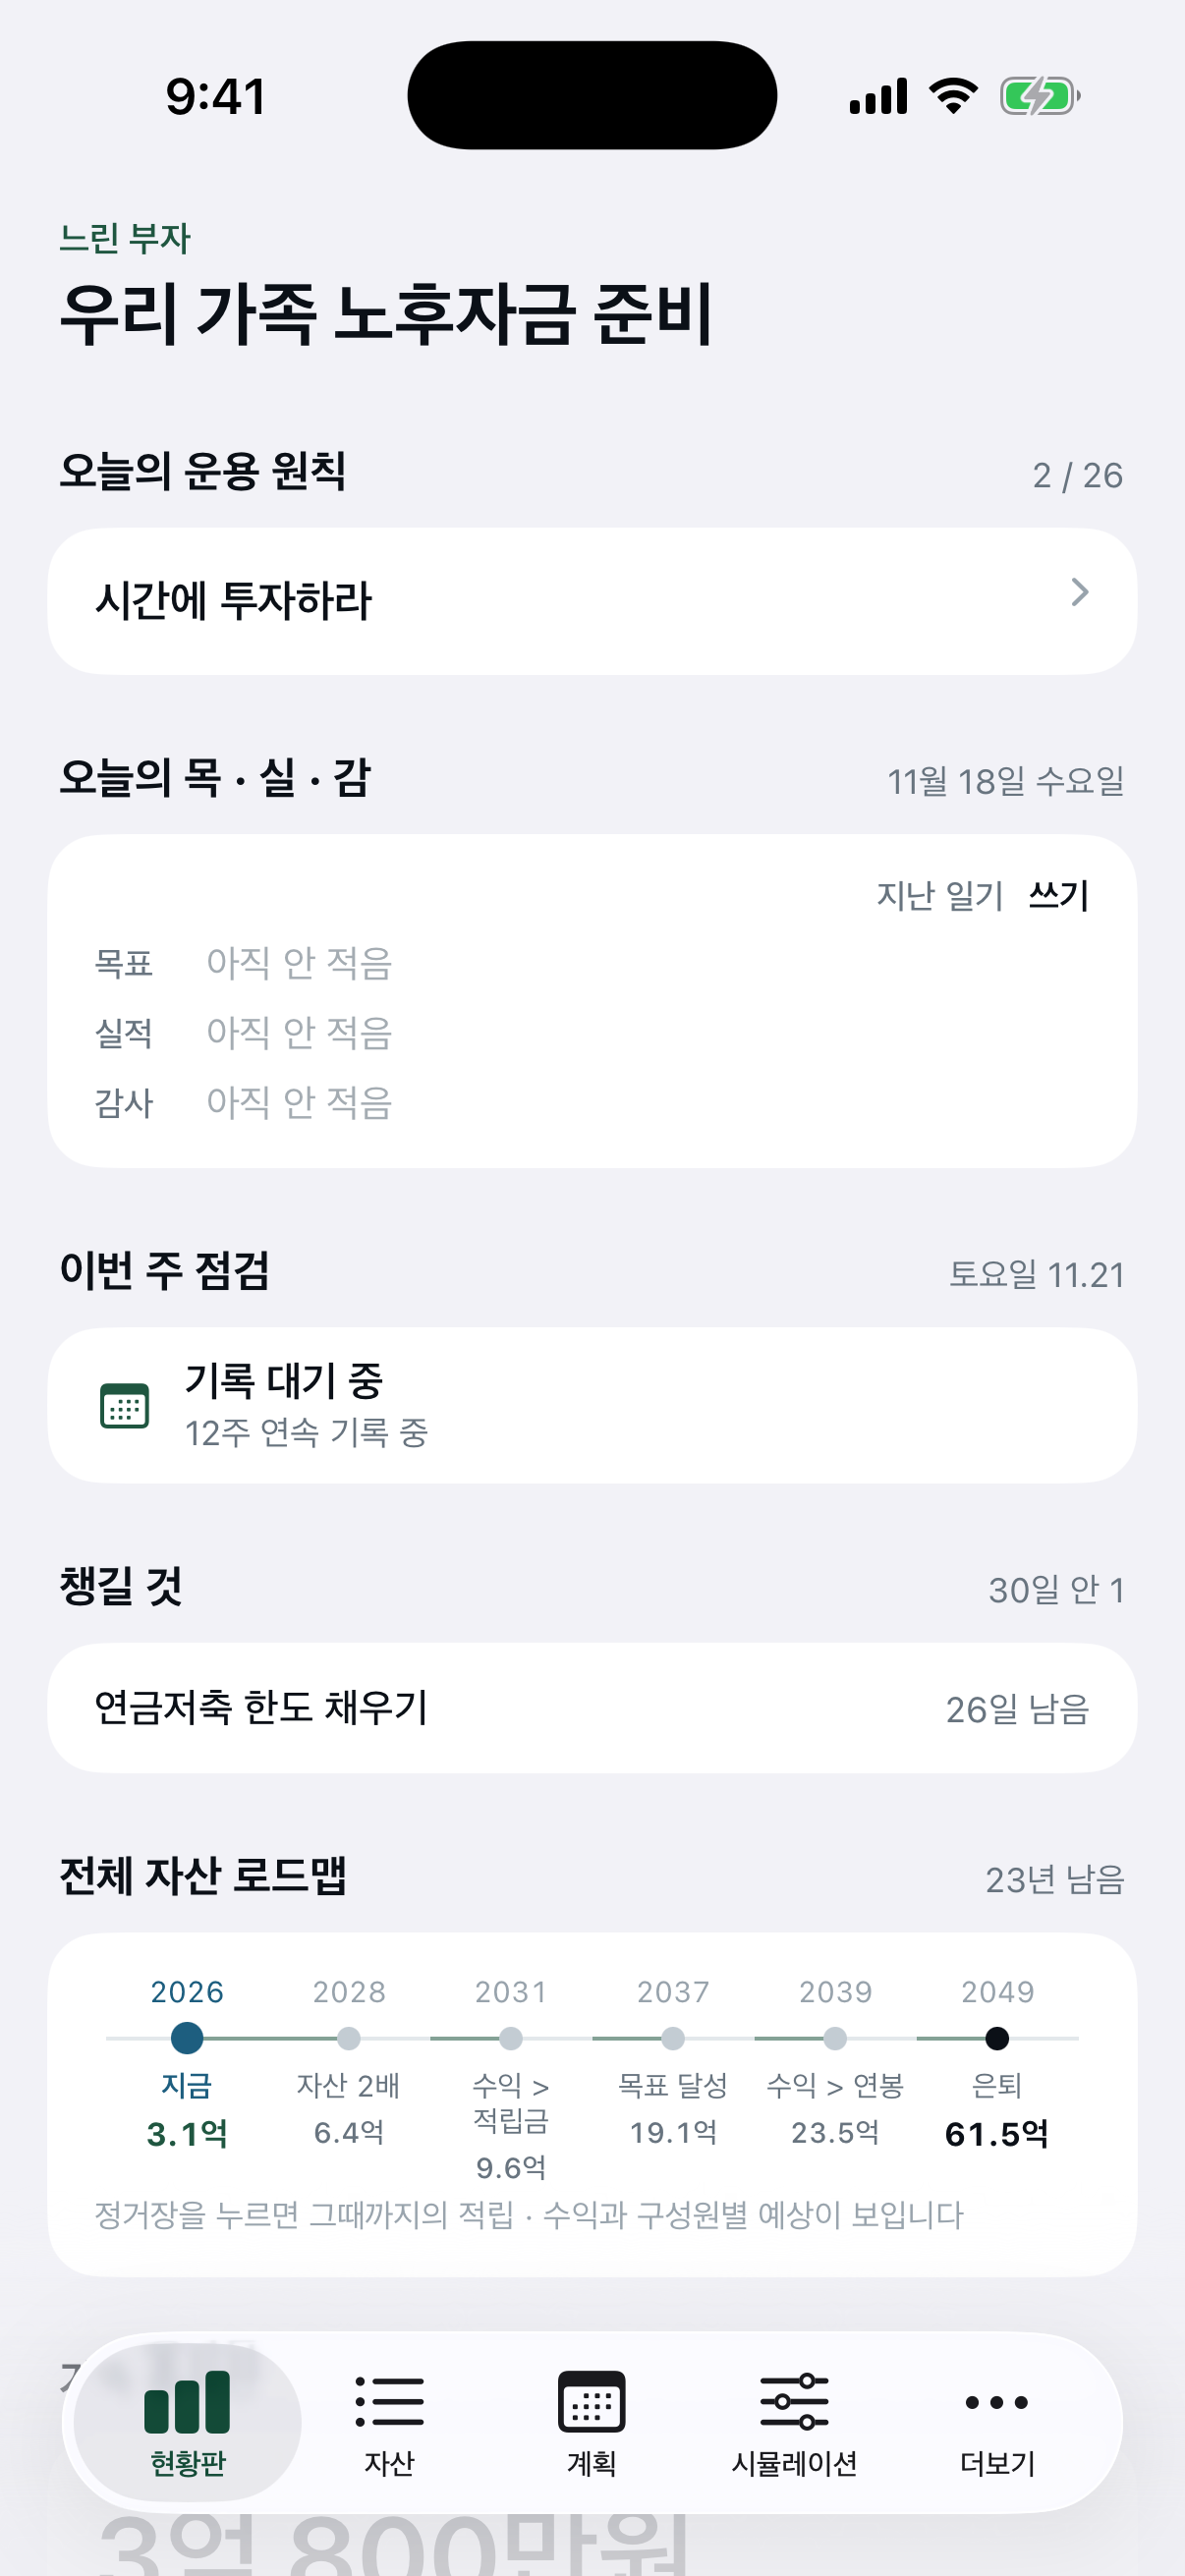 9:41
느린 부자
우리 가족 노후자금 준비
오늘의 운용 원칙
2 / 26
시간에 투자하라
오늘의 목 · 실 · 감
11월 18일 수요일
지난 일기 쓰기
목표 아직 안 적음
실적 아직 안 적음
감사 아직 안 적음
이번 주 점검
토요일 11.21
기록 대기 중
12주 연속 기록 중
챙길 것
30일 안 1
연금저축 한도 채우기
26일 남음
전체 자산 로드맵
23년 남음
2026 2028 2031 2037 2039 2049
지금 자산 2배 수익 > 목표 달성 수익 > 연봉 은퇴
적립금
3.1억 6.4억 19.1억 23.5억 61.5억
9.6억
정거장을 누르면 그때까지의 적립 · 수익과 구성원별 예상이 보입니다
현황판 자산 계획 시뮬레이션 더보기
3억 800만원